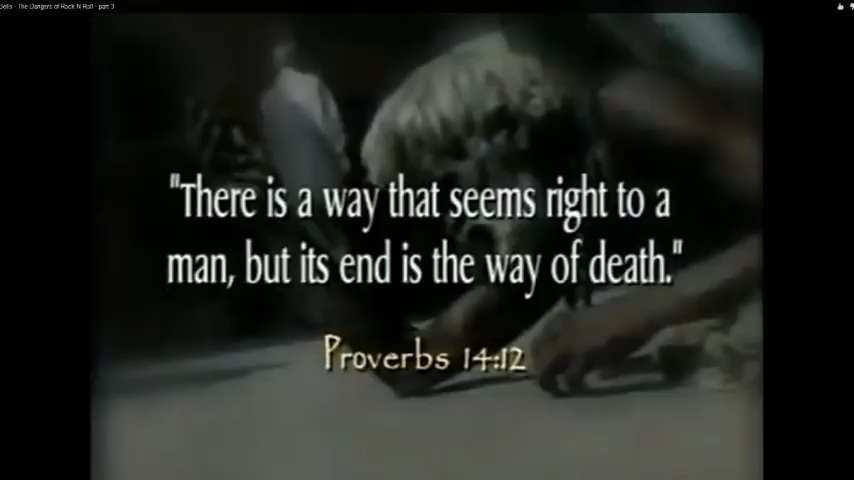 Bells - The Dangers of Rock N Roll - part 3
"There is a way that seems right to a
man, but its end is the way of death."
Proverbs 14:12